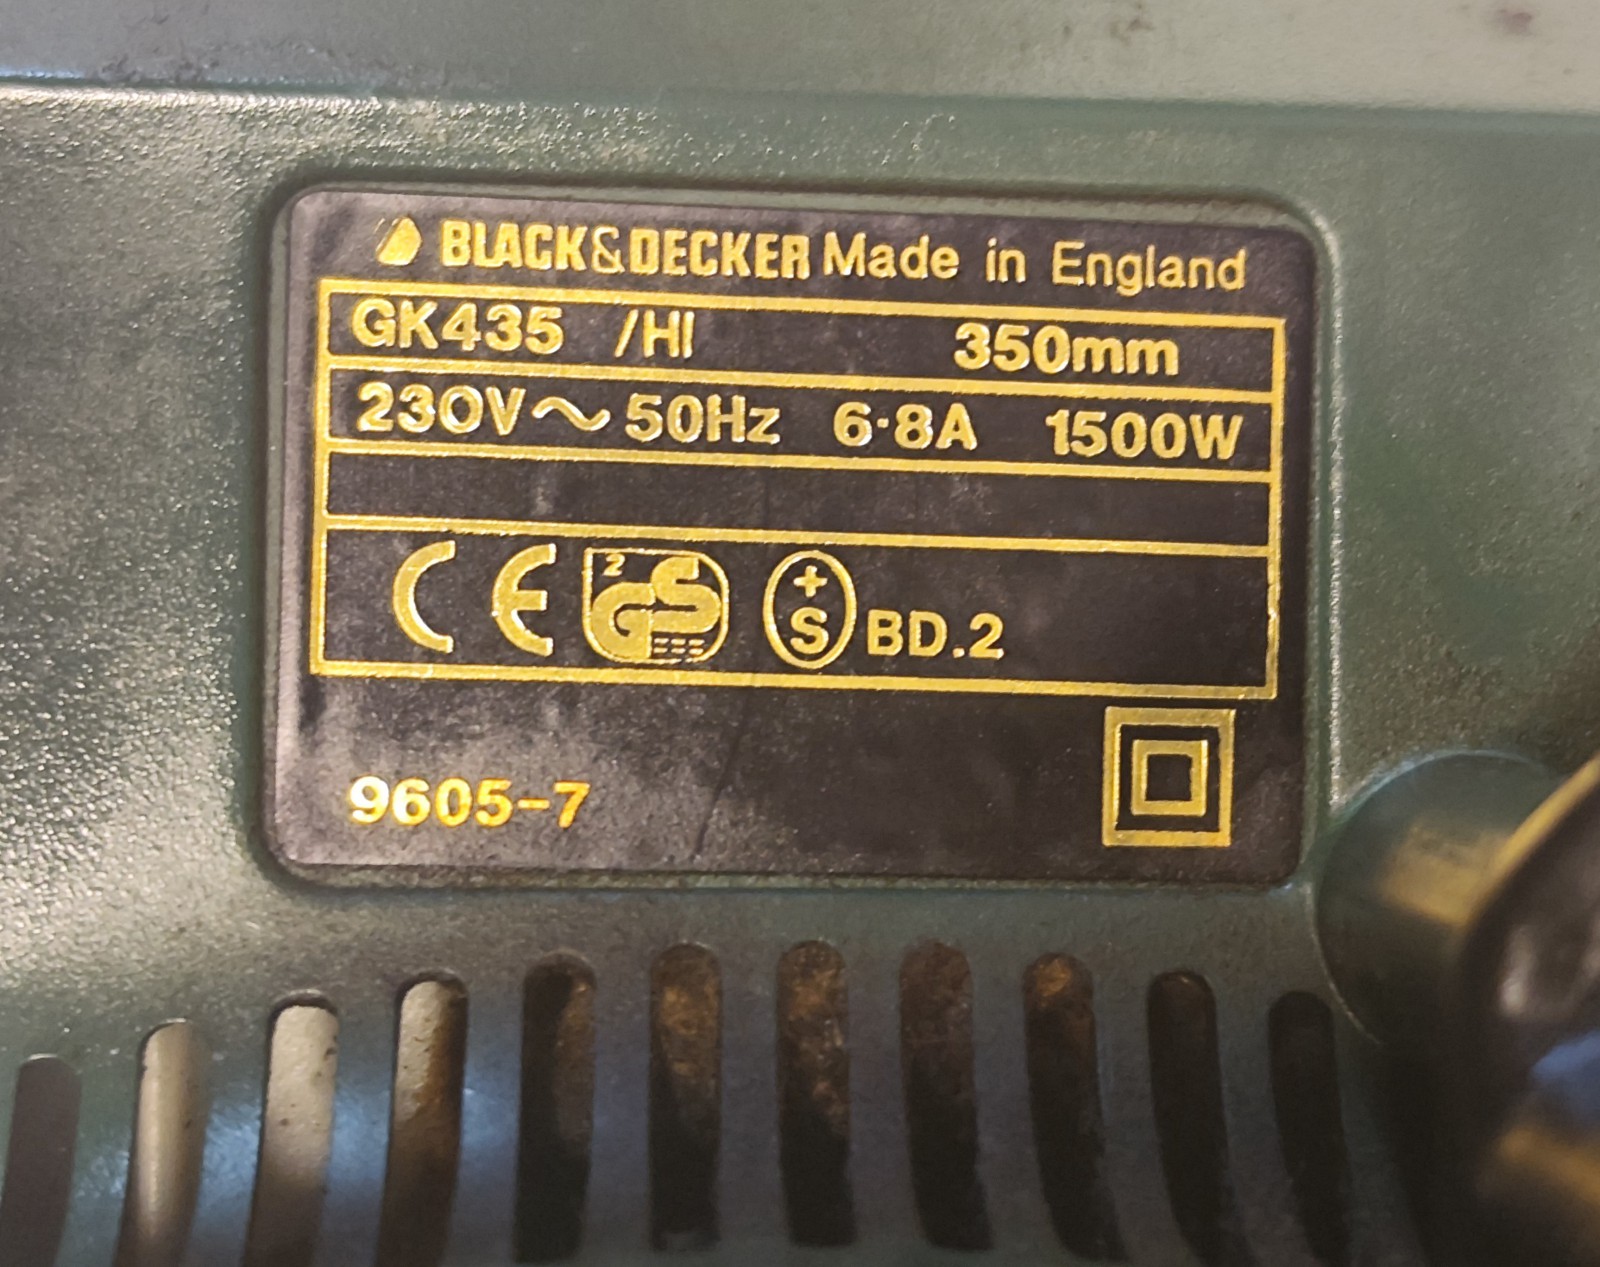 BLACK&DECKER Made in England
GK435 /HI 350mm
230V~50Hz 6·8A 1500W
CE 2 GS +S BD.2
9605-7